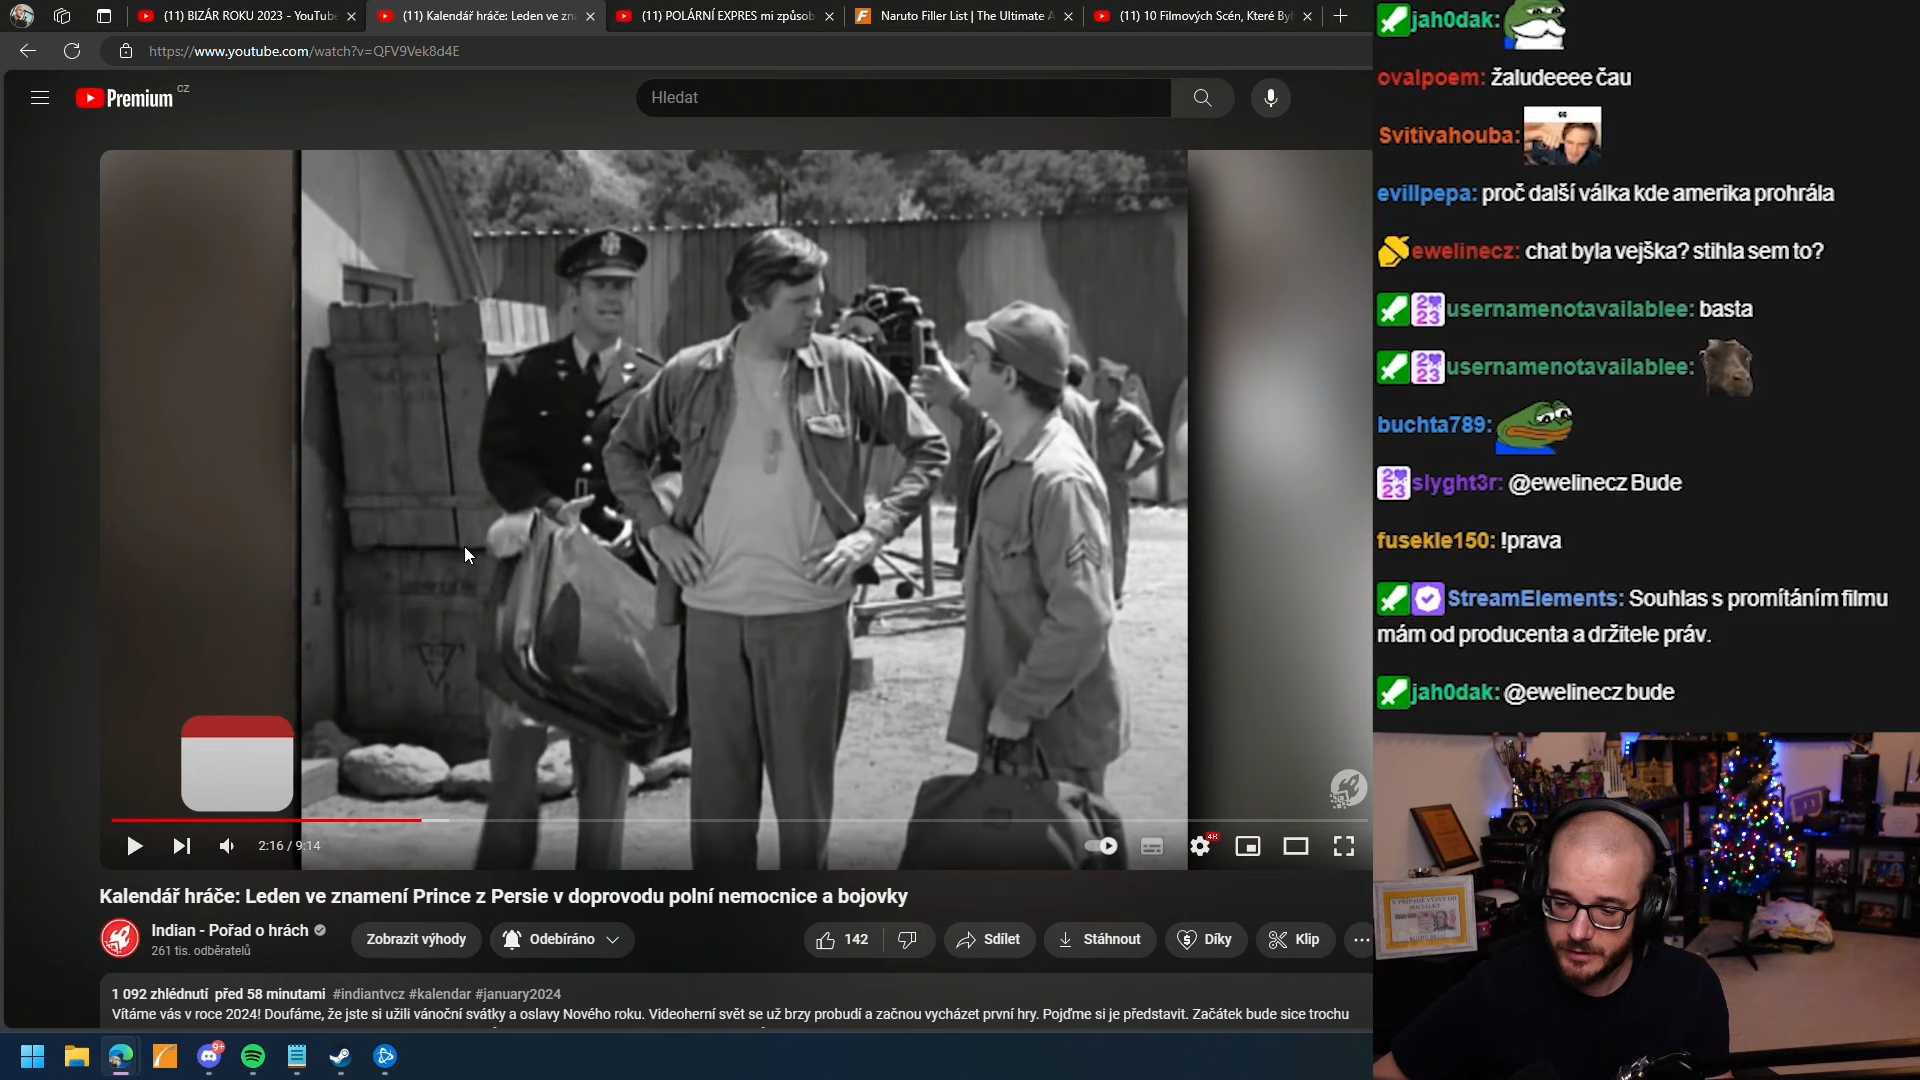 (11) BIZÁR ROKU 2023 - YouTube
(11) Kalendář hráče: Leden ve zn
(11) POLÁRNÍ EXPRES mi způsob
Naruto Filler List | The Ultimate A
(11) 10 Filmových Scén, Které By
https://www.youtube.com/watch?v=QFV9Vek8d4E
Premium CZ
Hledat
2:16 / 9:14
4K
Kalendář hráče: Leden ve znamení Prince z Persie v doprovodu polní nemocnice a bojovky
Indian - Pořad o hrách
261 tis. odběratelů
Zobrazit výhody
Odebíráno
142
Sdílet
Stáhnout
Díky
Klip
1 092 zhlédnutí před 58 minutami #indiantvcz #kalendar #january2024
Vítáme vás v roce 2024! Doufáme, že jste si užili vánoční svátky a oslavy Nového roku. Videoherní svět se už brzy probudí a začnou vycházet první hry. Pojďme si je představit. Začátek bude sice trochu
9+
jah0dak:
ovalpoem: žaludeeee čau
Svitivahouba:
evillpepa: proč další válka kde amerika prohrála
ewelinecz: chat byla vejška? stihla sem to?
2023 usernamenotavailablee: basta
2023 usernamenotavailablee:
buchta789:
2023 slyght3r: @ewelinecz Bude
fusekle150: !prava
StreamElements: Souhlas s promítáním filmu
mám od producenta a držitele práv.
jah0dak: @ewelinecz bude